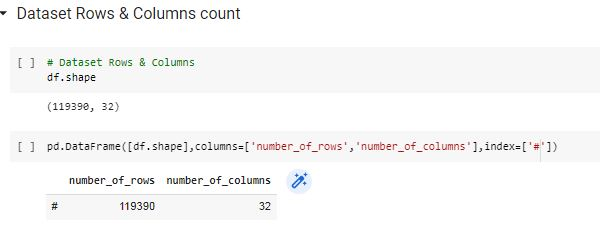 Dataset Rows & Columns count
[ ] # Dataset Rows & Columns
df.shape
(119390, 32)
[ ] pd.DataFrame([df.shape],columns=['number_of_rows','number_of_columns'],index=['#'])
number_of_rows number_of_columns
# 119390 32